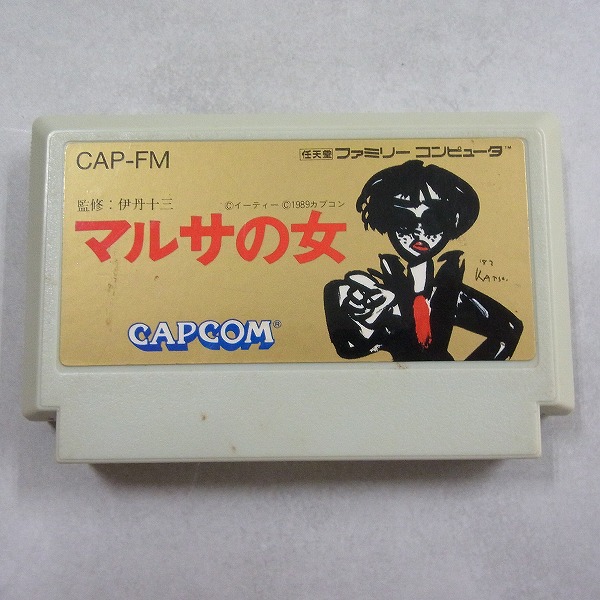 CAP-FM
任天堂 ファミリー コンピュータ™
監修：伊丹十三
©イーティー ©1989カプコン
マルサの女
'87
KATSU.
CAPCOM®